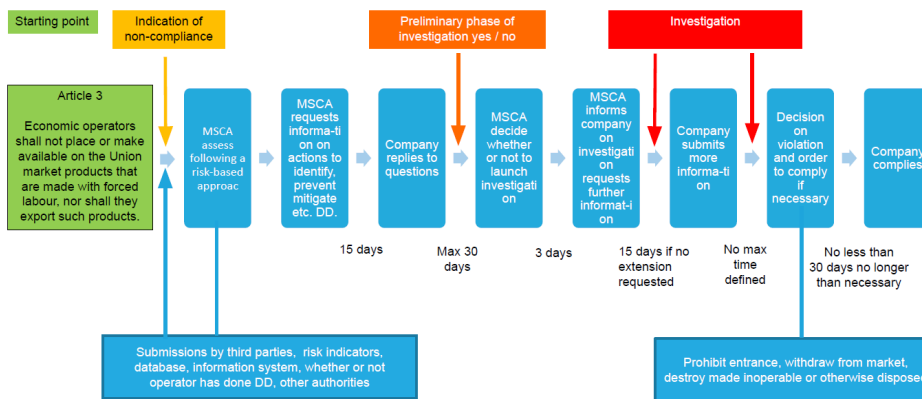 Starting point
Indication of
non-compliance
Preliminary phase of
investigation yes / no
Investigation
Article 3
Economic operators
shall not place or make
available on the Union
market products that
are made with forced
labour, nor shall they
export such products.
MSCA
assess
following a
risk-based
approac
MSCA
requests
informa-ti
on on
actions to
identify,
prevent
mitigate
etc. DD.
Company
replies to
questions
MSCA
decide
whether or
not to
launch
investigati
on
MSCA
informs
company
on
investigati
on
requests
further
informat-i
on
Company
submits
more
informa-tion
Decision
on
violation
and order
to comply
if
necessary
Company
complies
15 days
Max 30
days
3 days
15 days if no
extension
requested
No max
time
defined
No less than
30 days no longer
than necessary
Submissions by third parties, risk indicators,
database, information system, whether or not
operator has done DD, other authorities
Prohibit entrance, withdraw from market,
destroy made inoperable or otherwise disposed